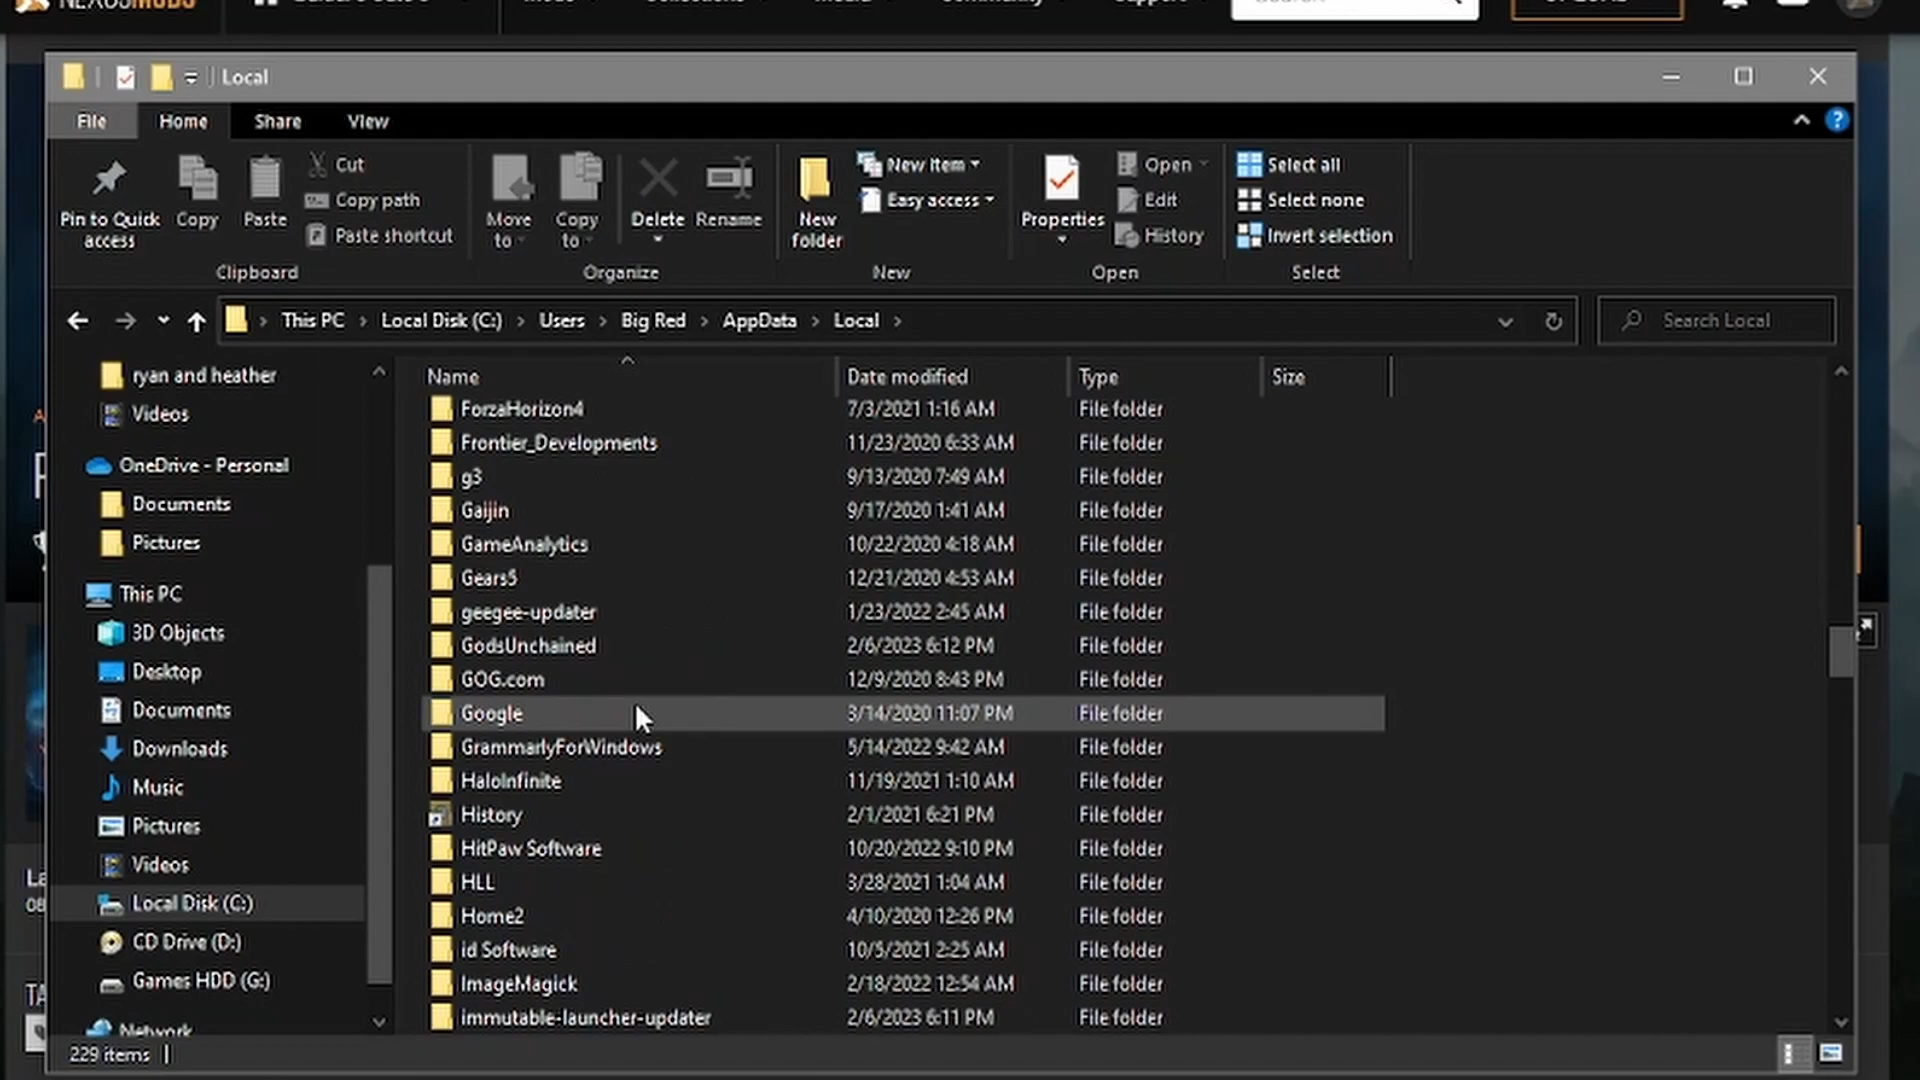 NEXUSMODS
Local
File Home Share View
Pin to Quick access
Copy
Paste
Cut
Copy path
Paste shortcut
Move to
Copy to
Delete
Rename
New folder
New item
Easy access
Properties
Open
Edit
History
Select all
Select none
Invert selection
Clipboard Organize New Open Select
This PC > Local Disk (C:) > Users > Big Red > AppData > Local >
Search Local
ryan and heather
Videos
OneDrive - Personal
Documents
Pictures
This PC
3D Objects
Desktop
Documents
Downloads
Music
Pictures
Videos
Local Disk (C:)
CD Drive (D:)
Games HDD (G:)
Network
Name Date modified Type Size
ForzaHorizon4 7/3/2021 1:16 AM File folder
Frontier_Developments 11/23/2020 6:33 AM File folder
g3 9/13/2020 7:49 AM File folder
Gaijin 9/17/2020 1:41 AM File folder
GameAnalytics 10/22/2020 4:18 AM File folder
Gears5 12/21/2020 4:53 AM File folder
geegee-updater 1/23/2022 2:45 AM File folder
GodsUnchained 2/6/2023 6:12 PM File folder
GOG.com 12/9/2020 8:43 PM File folder
Google 3/14/2020 11:07 PM File folder
GrammarlyForWindows 5/14/2022 9:42 AM File folder
HaloInfinite 11/19/2021 1:10 AM File folder
History 2/1/2021 6:21 PM File folder
HitPaw Software 10/20/2022 9:10 PM File folder
HLL 3/28/2021 1:04 AM File folder
Home2 4/10/2020 12:26 PM File folder
id Software 10/5/2021 2:25 AM File folder
ImageMagick 2/18/2022 12:54 AM File folder
immutable-launcher-updater 2/6/2023 6:11 PM File folder
229 items